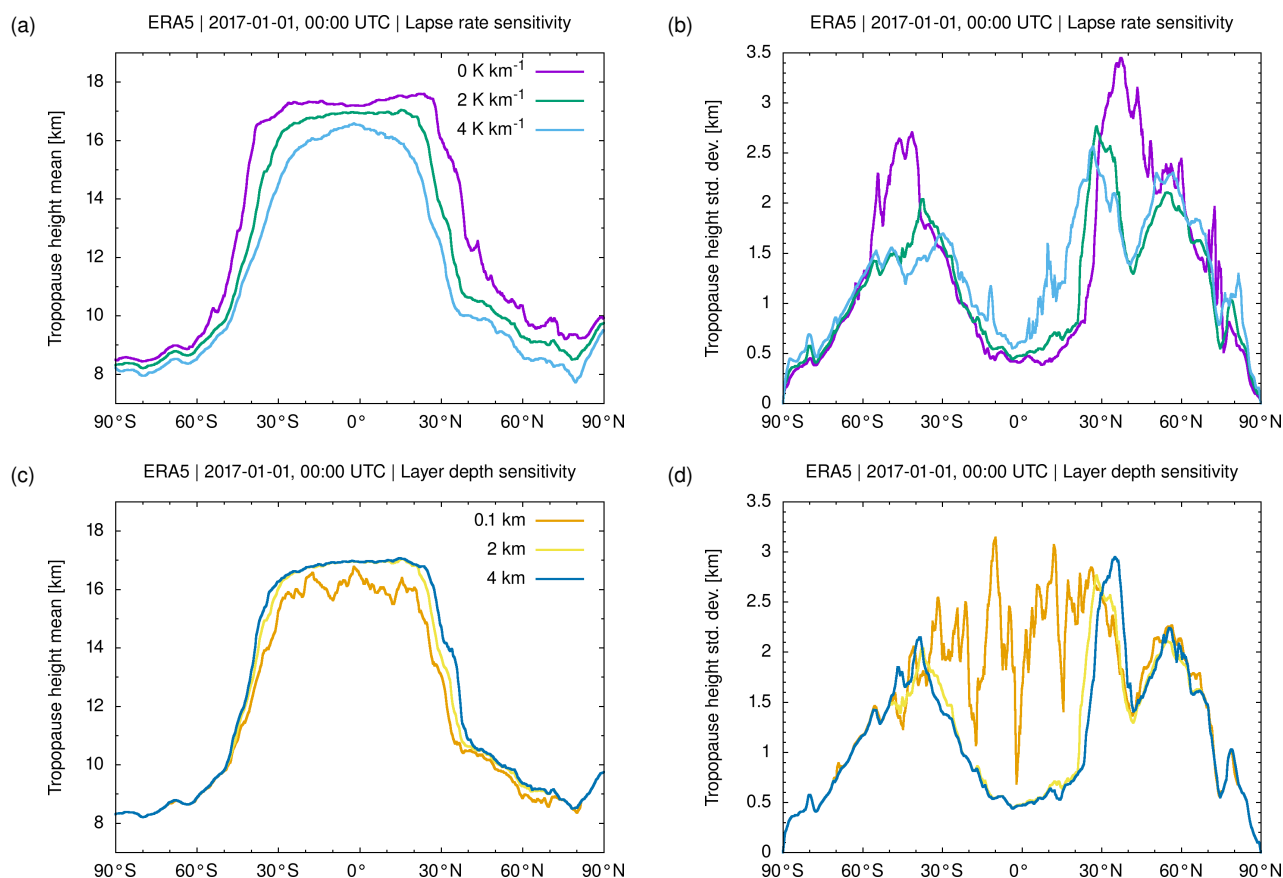 (a)
ERA5 | 2017-01-01, 00:00 UTC | Lapse rate sensitivity
Tropopause height mean [km]
18
16
14
12
10
8
0 K km⁻¹
2 K km⁻¹
4 K km⁻¹
90°S 60°S 30°S 0° 30°N 60°N 90°N
(b)
ERA5 | 2017-01-01, 00:00 UTC | Lapse rate sensitivity
Tropopause height std. dev. [km]
3.5
3
2.5
2
1.5
1
0.5
0
90°S 60°S 30°S 0° 30°N 60°N 90°N
(c)
ERA5 | 2017-01-01, 00:00 UTC | Layer depth sensitivity
Tropopause height mean [km]
18
16
14
12
10
8
0.1 km
2 km
4 km
90°S 60°S 30°S 0° 30°N 60°N 90°N
(d)
ERA5 | 2017-01-01, 00:00 UTC | Layer depth sensitivity
Tropopause height std. dev. [km]
3.5
3
2.5
2
1.5
1
0.5
0
90°S 60°S 30°S 0° 30°N 60°N 90°N